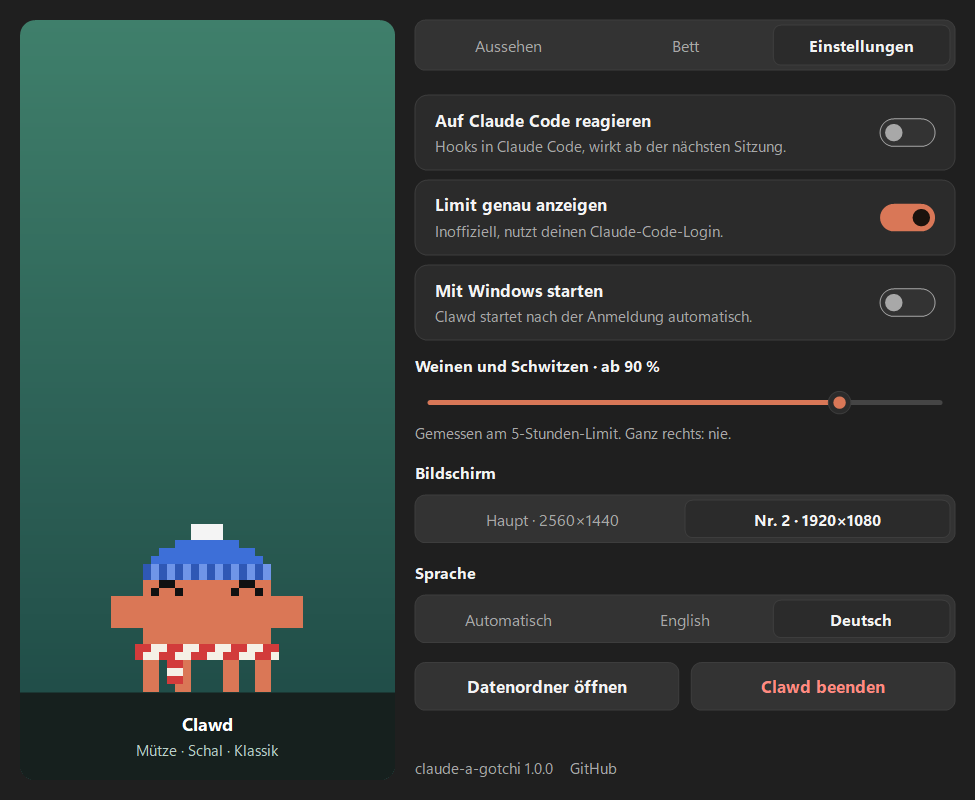 Aussehen Bett Einstellungen
Auf Claude Code reagieren
Hooks in Claude Code, wirkt ab der nächsten Sitzung.
Limit genau anzeigen
Inoffiziell, nutzt deinen Claude-Code-Login.
Mit Windows starten
Clawd startet nach der Anmeldung automatisch.
Weinen und Schwitzen · ab 90 %
Gemessen am 5-Stunden-Limit. Ganz rechts: nie.
Bildschirm
Haupt · 2560×1440 Nr. 2 · 1920×1080
Sprache
Automatisch English Deutsch
Datenordner öffnen Clawd beenden
claude-a-gotchi 1.0.0 GitHub
Clawd
Mütze · Schal · Klassik